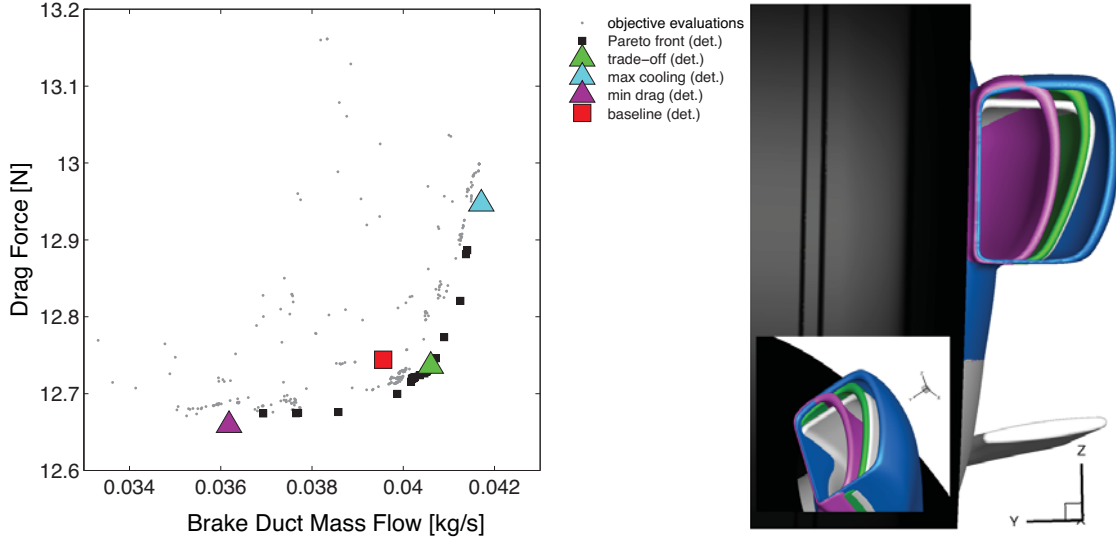 13.2
13.1
13
12.9
12.8
12.7
12.6
Drag Force [N]
0.034
0.036
0.038
0.04
0.042
Brake Duct Mass Flow [kg/s]
objective evaluations
Pareto front (det.)
trade−off (det.)
max cooling (det.)
min drag (det.)
baseline (det.)
Z
Y
X